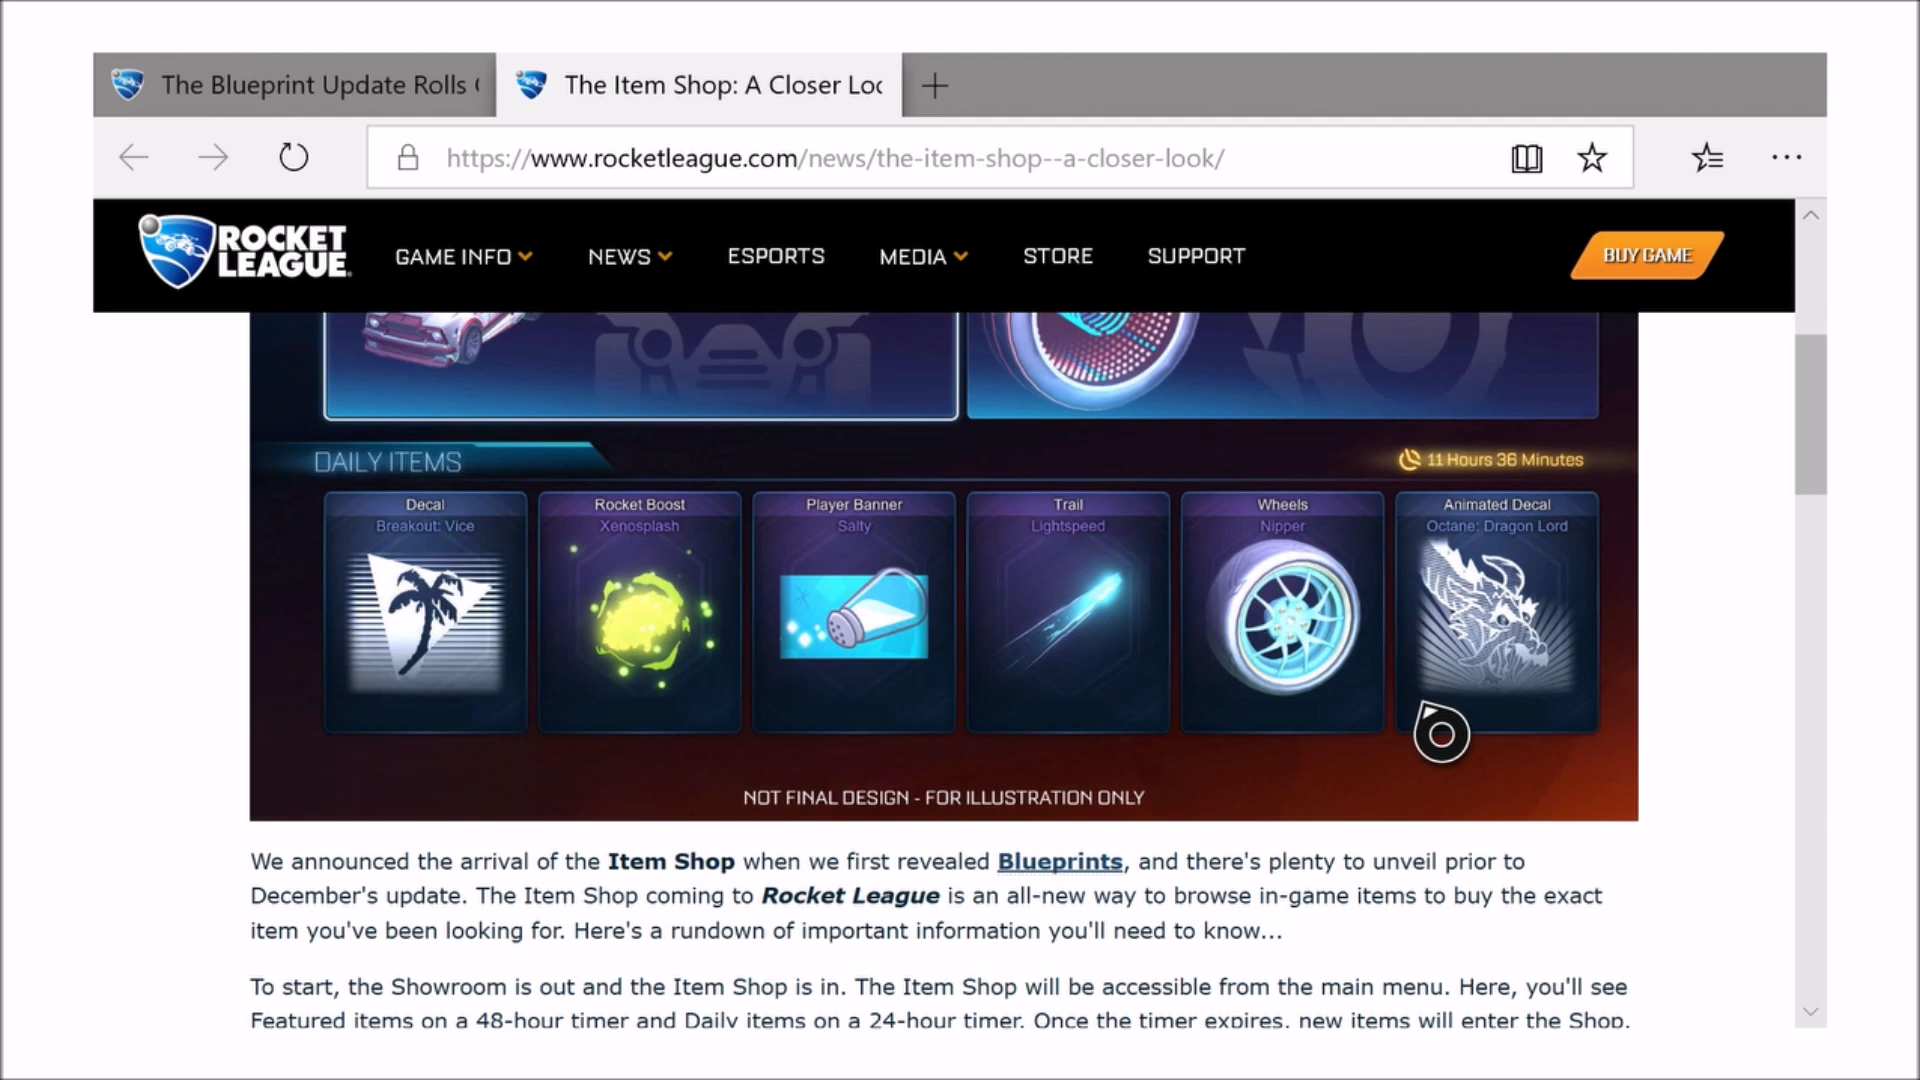 The Blueprint Update Rolls
The Item Shop: A Closer Loo
https://www.rocketleague.com/news/the-item-shop--a-closer-look/
ROCKET LEAGUE
GAME INFO NEWS ESPORTS MEDIA STORE SUPPORT BUY GAME
DAILY ITEMS
11 Hours 36 Minutes
Decal
Breakout: Vice
Rocket Boost
Xenosplash
Player Banner
Salty
Trail
Lightspeed
Wheels
Nipper
Animated Decal
Octane: Dragon Lord
NOT FINAL DESIGN - FOR ILLUSTRATION ONLY
We announced the arrival of the Item Shop when we first revealed Blueprints, and there's plenty to unveil prior to
December's update. The Item Shop coming to Rocket League is an all-new way to browse in-game items to buy the exact
item you've been looking for. Here's a rundown of important information you'll need to know...
To start, the Showroom is out and the Item Shop is in. The Item Shop will be accessible from the main menu. Here, you'll see
Featured items on a 48-hour timer and Daily items on a 24-hour timer. Once the timer expires, new items will enter the Shop.